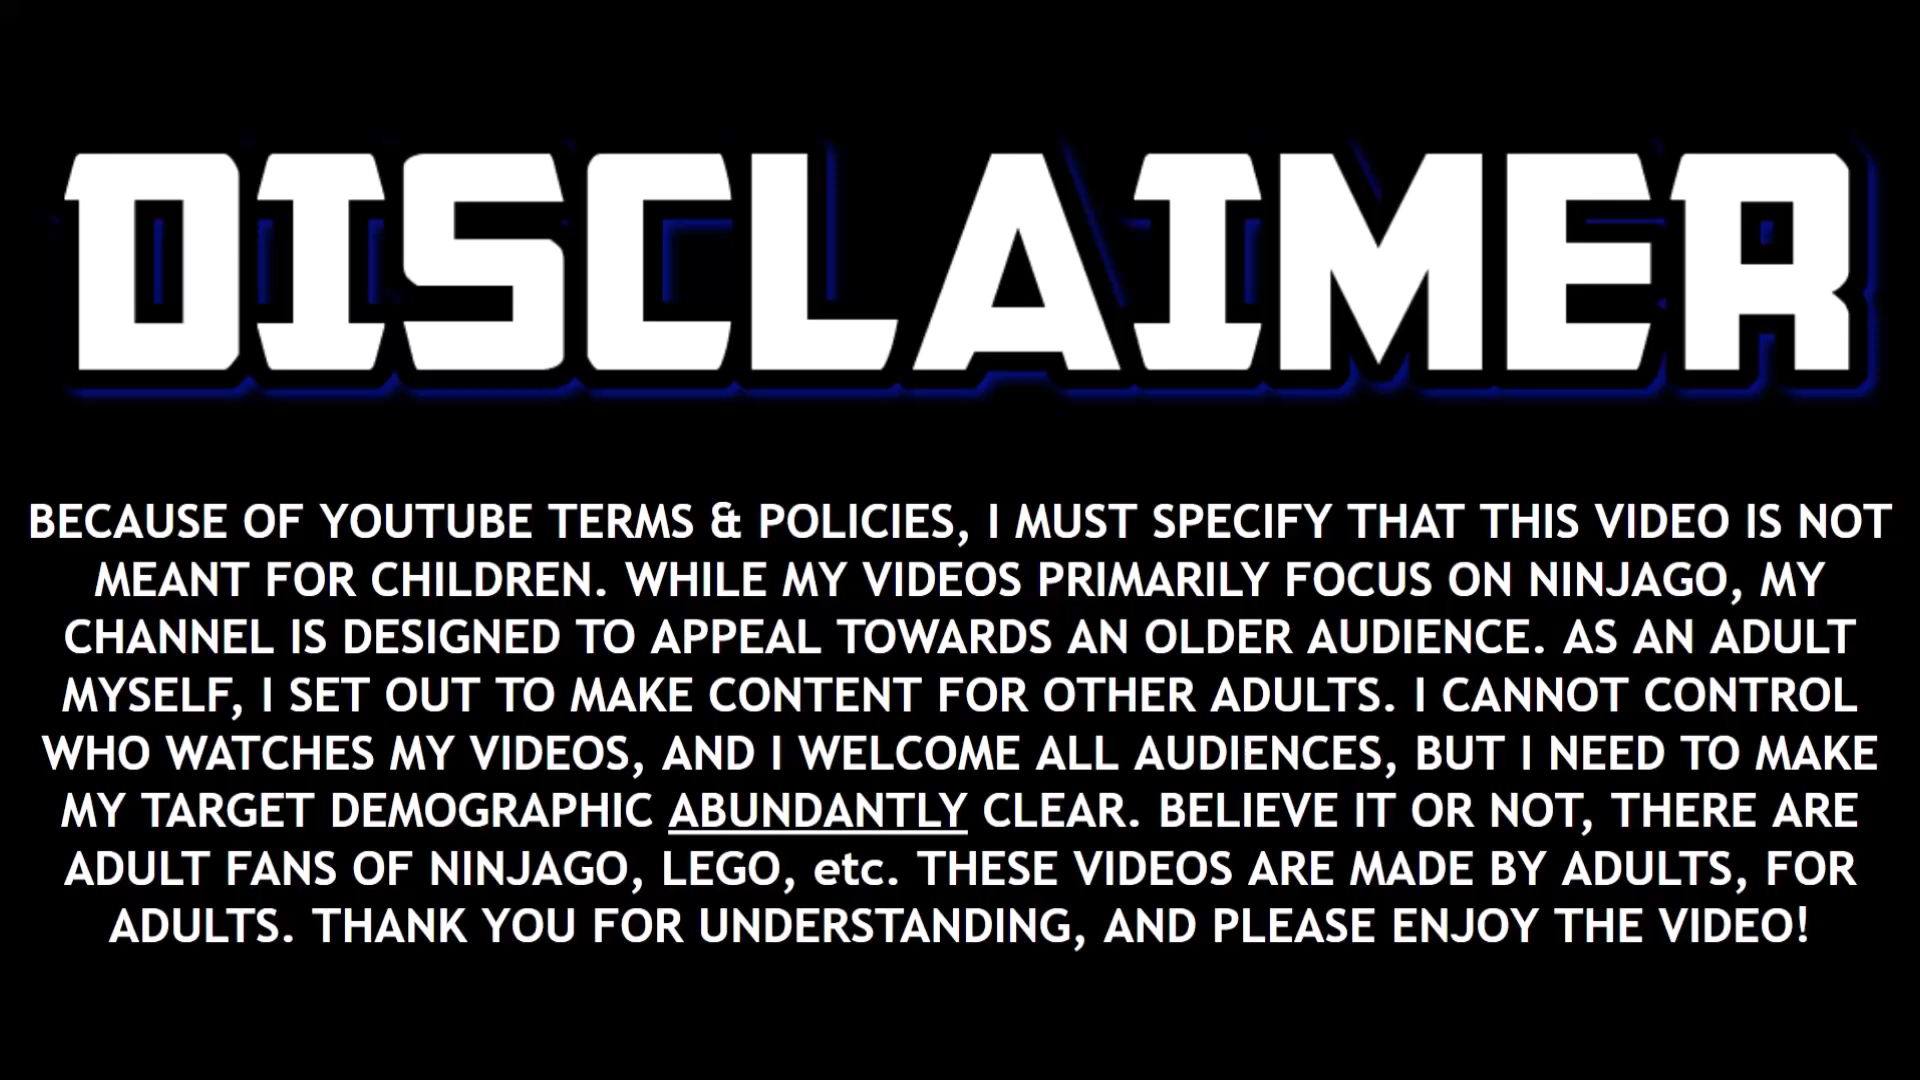 DISCLAIMER
BECAUSE OF YOUTUBE TERMS & POLICIES, I MUST SPECIFY THAT THIS VIDEO IS NOT
MEANT FOR CHILDREN. WHILE MY VIDEOS PRIMARILY FOCUS ON NINJAGO, MY
CHANNEL IS DESIGNED TO APPEAL TOWARDS AN OLDER AUDIENCE. AS AN ADULT
MYSELF, I SET OUT TO MAKE CONTENT FOR OTHER ADULTS. I CANNOT CONTROL
WHO WATCHES MY VIDEOS, AND I WELCOME ALL AUDIENCES, BUT I NEED TO MAKE
MY TARGET DEMOGRAPHIC ABUNDANTLY CLEAR. BELIEVE IT OR NOT, THERE ARE
ADULT FANS OF NINJAGO, LEGO, etc. THESE VIDEOS ARE MADE BY ADULTS, FOR
ADULTS. THANK YOU FOR UNDERSTANDING, AND PLEASE ENJOY THE VIDEO!